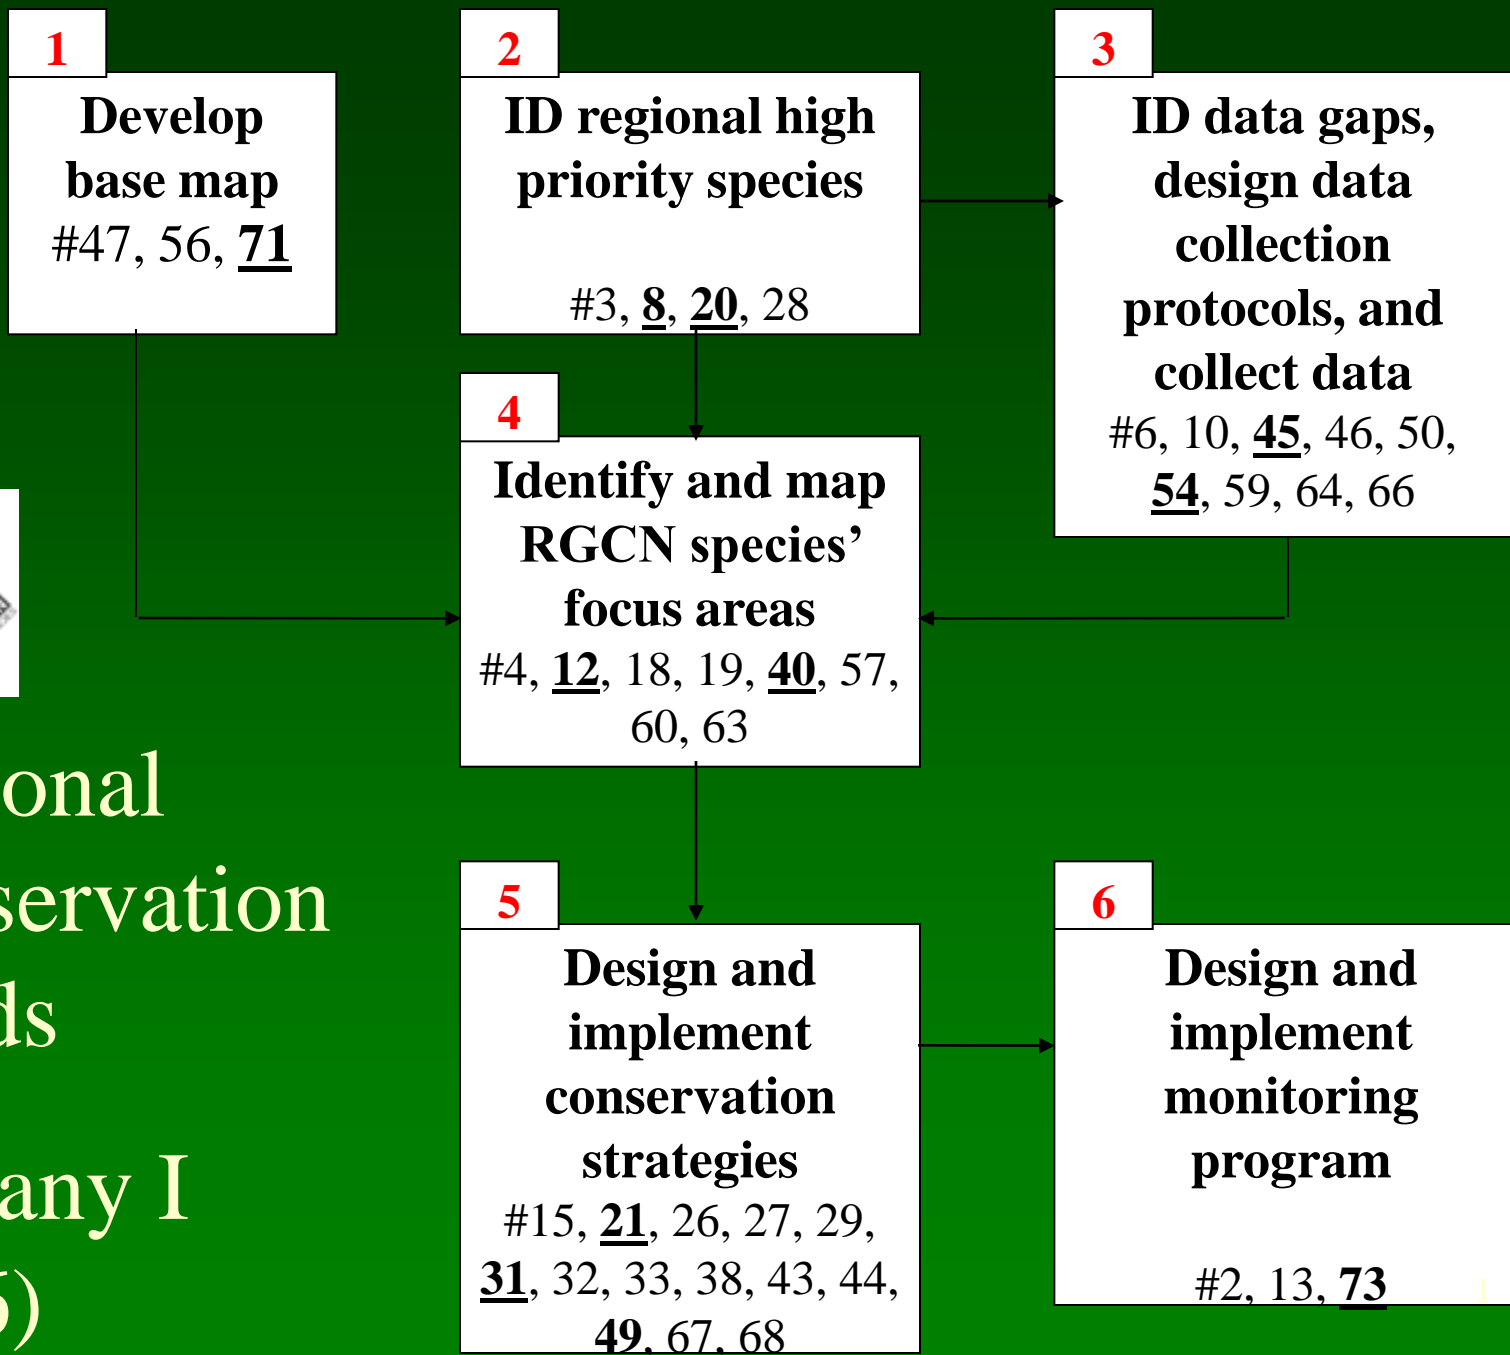 1
Develop
base map
#47, 56, 71
2
ID regional high
priority species
#3, 8, 20, 28
3
ID data gaps,
design data
collection
protocols, and
collect data
#6, 10, 45, 46, 50,
54, 59, 64, 66
4
Identify and map
RGCN species’
focus areas
#4, 12, 18, 19, 40, 57,
60, 63
onal
servation
ds
any I
6)
5
Design and
implement
conservation
strategies
#15, 21, 26, 27, 29,
31, 32, 33, 38, 43, 44,
49, 67, 68
6
Design and
implement
monitoring
program
#2, 13, 73
1